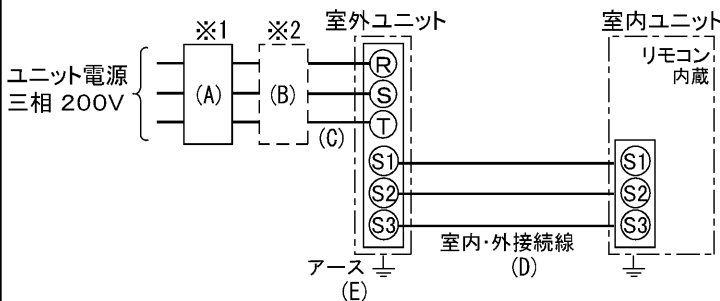 ※1
※2
室外ユニット
室内ユニット
ユニット電源
三相 200V
(A)
(B)
(C)
R
S
T
S1
S2
S3
リモコン
内蔵
S1
S2
S3
室内・外接続線
(D)
アース
(E)